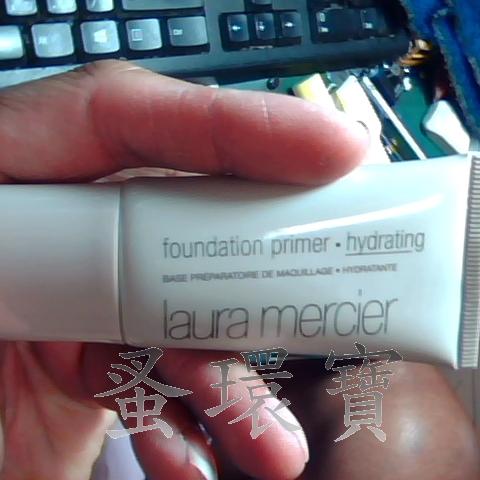 foundation primer • hydrating
BASE PRÉPARATOIRE DE MAQUILLAGE • HYDRATANTE
laura mercier
蚤環寶